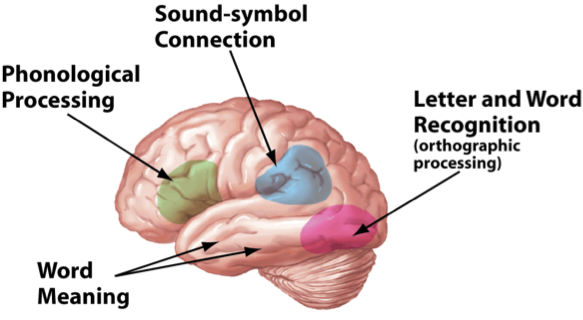 Sound-symbol
Connection
Phonological
Processing
Letter and Word
Recognition
(orthographic
processing)
Word
Meaning